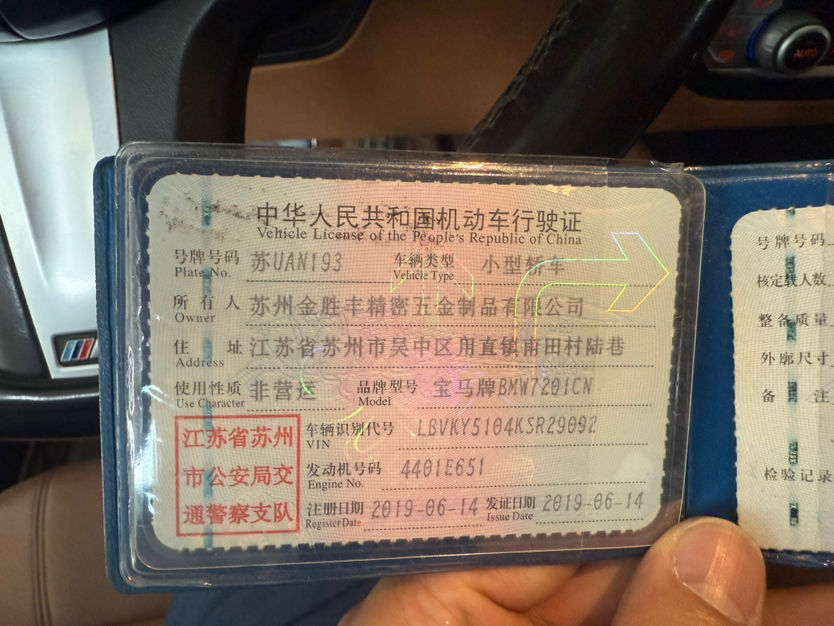 AUTO
中华人民共和国机动车行驶证
Vehicle License of the People's Republic of China
号牌号码 Plate No. 苏UAN193 车辆类型 Vehicle Type 小型轿车
所有人 Owner 苏州金胜丰精密五金制品有限公司
住址 Address 江苏省苏州市吴中区甪直镇甫田村陆巷
使用性质 Use Character 非营运 品牌型号 Model 宝马牌BMW7201CN
江苏省苏州
市公安局交
通警察支队
车辆识别代号 VIN LBVKY5104KSR29092
发动机号码 Engine No. 4401E651
注册日期 Register Date 2019-06-14 发证日期 Issue Date 2019-06-14
号牌号码
核定载人数
整备质量
外廓尺寸
备注
检验记录